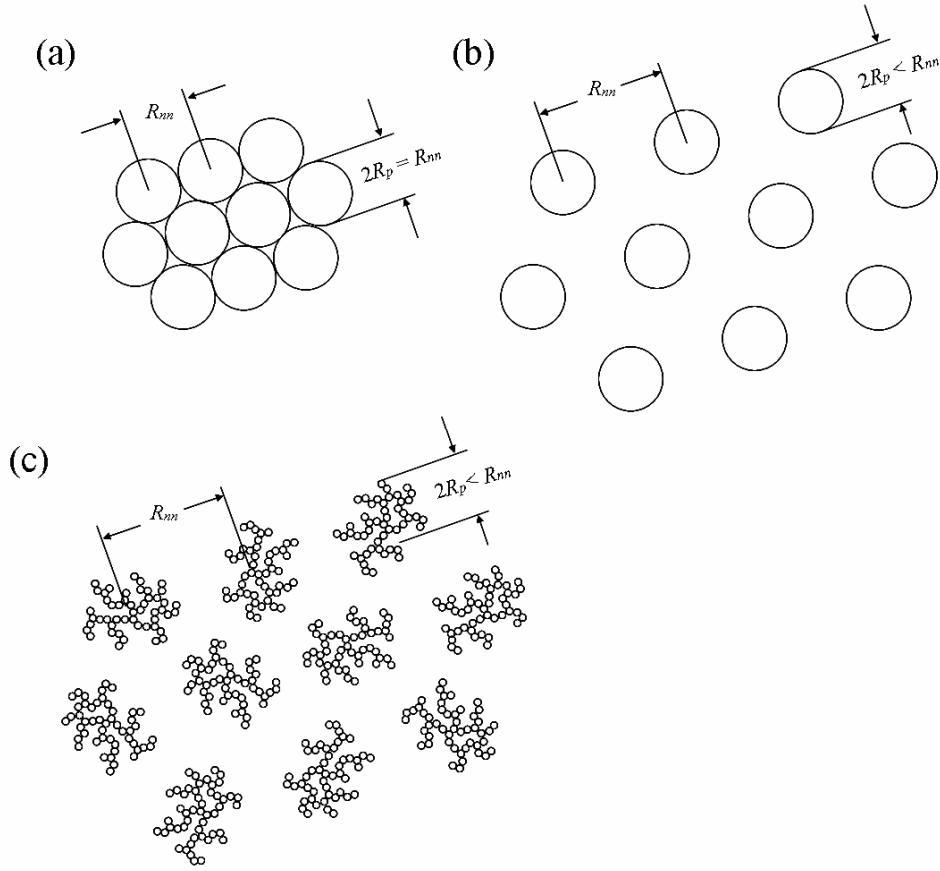 (a)
R_nn
2R_p = R_nn
(b)
R_nn
2R_p < R_nn
(c)
R_nn
2R_p < R_nn